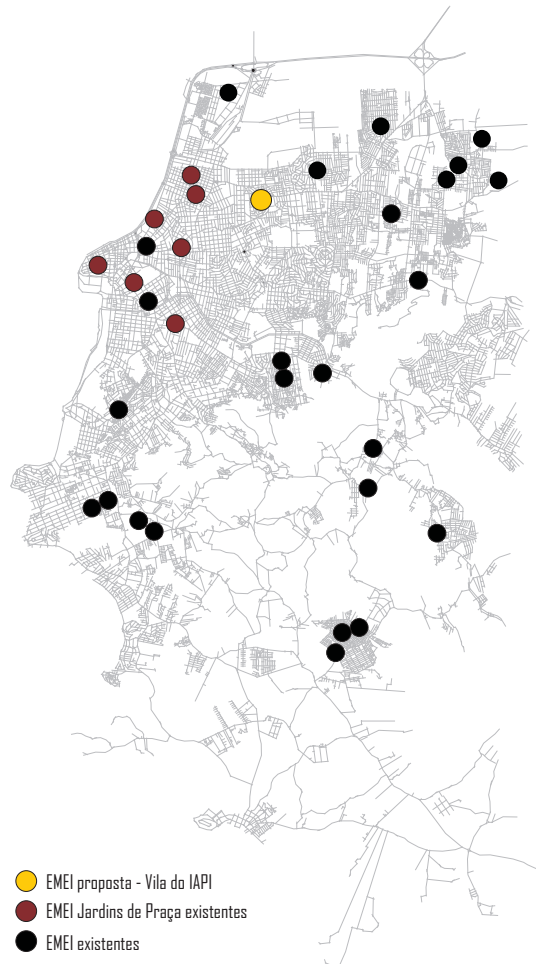 EMEI proposta - Vila do IAPI
EMEI Jardins de Praça existentes
EMEI existentes